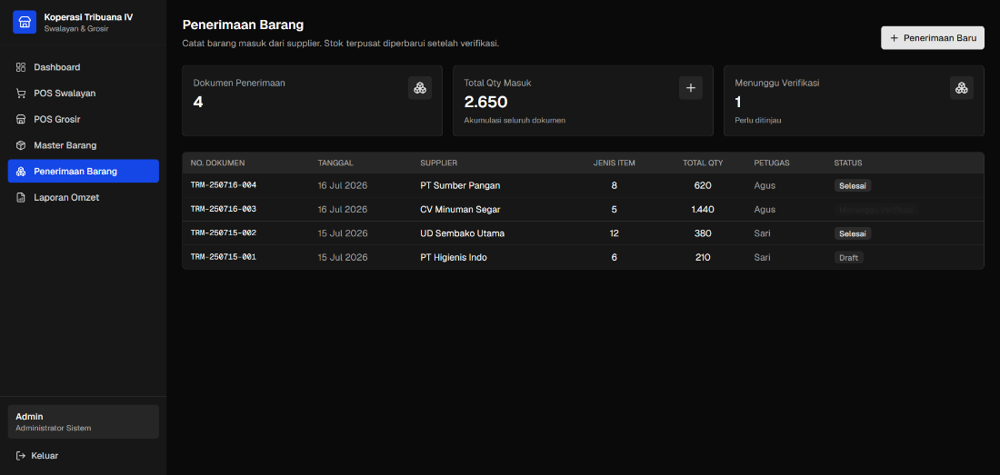 Koperasi Tribuana IV
Swalayan & Grosir
Dashboard
POS Swalayan
POS Grosir
Master Barang
Penerimaan Barang
Laporan Omzet
Admin
Administrator Sistem
Keluar
Penerimaan Barang
Catat barang masuk dari supplier. Stok terpusat diperbarui setelah verifikasi.
+ Penerimaan Baru
Dokumen Penerimaan
4
Total Qty Masuk
2.650
Akumulasi seluruh dokumen
Menunggu Verifikasi
1
Perlu ditinjau
NO. DOKUMEN TANGGAL SUPPLIER JENIS ITEM TOTAL QTY PETUGAS STATUS
TRM-250716-004 16 Jul 2026 PT Sumber Pangan 8 620 Agus Selesai
TRM-250716-003 16 Jul 2026 CV Minuman Segar 5 1.440 Agus Menunggu Verifikasi
TRM-250715-002 15 Jul 2026 UD Sembako Utama 12 380 Sari Selesai
TRM-250715-001 15 Jul 2026 PT Higienis Indo 6 210 Sari Draft